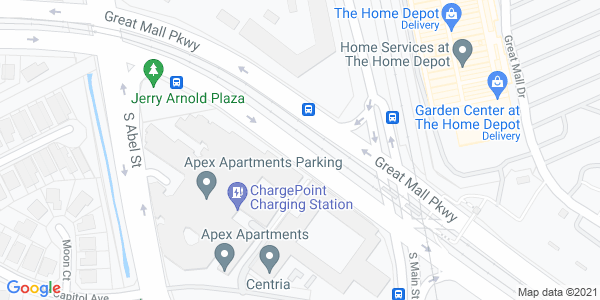 Great Mall Pkwy
The Home Depot
Delivery
Home Services at
The Home Depot
Great Mall Dr
Garden Center at
The Home Depot
Delivery
Jerry Arnold Plaza
S Abel St
Apex Apartments Parking
ChargePoint
Charging Station
Great Mall Pkwy
Apex Apartments
Centria
S Main St
Moon Ct
Capitol Ave
Google
Map data ©2021